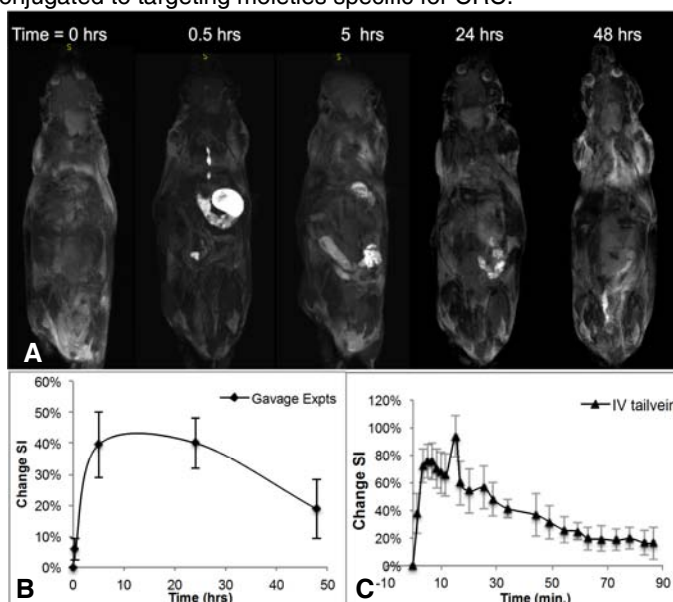 conjugated to targeting moieties specific for CRC.
Time = 0 hrs 0.5 hrs 5 hrs 24 hrs 48 hrs
S S S
A
60%
50%
40%
30%
20%
10%
0%
Change SI
Gavage Expts
0 10 20 30 40 50
Time (hrs)
B
120%
100%
80%
60%
40%
20%
0%
Change SI
IV tailvein
-10 10 30 50 70 90
Time (min.)
C